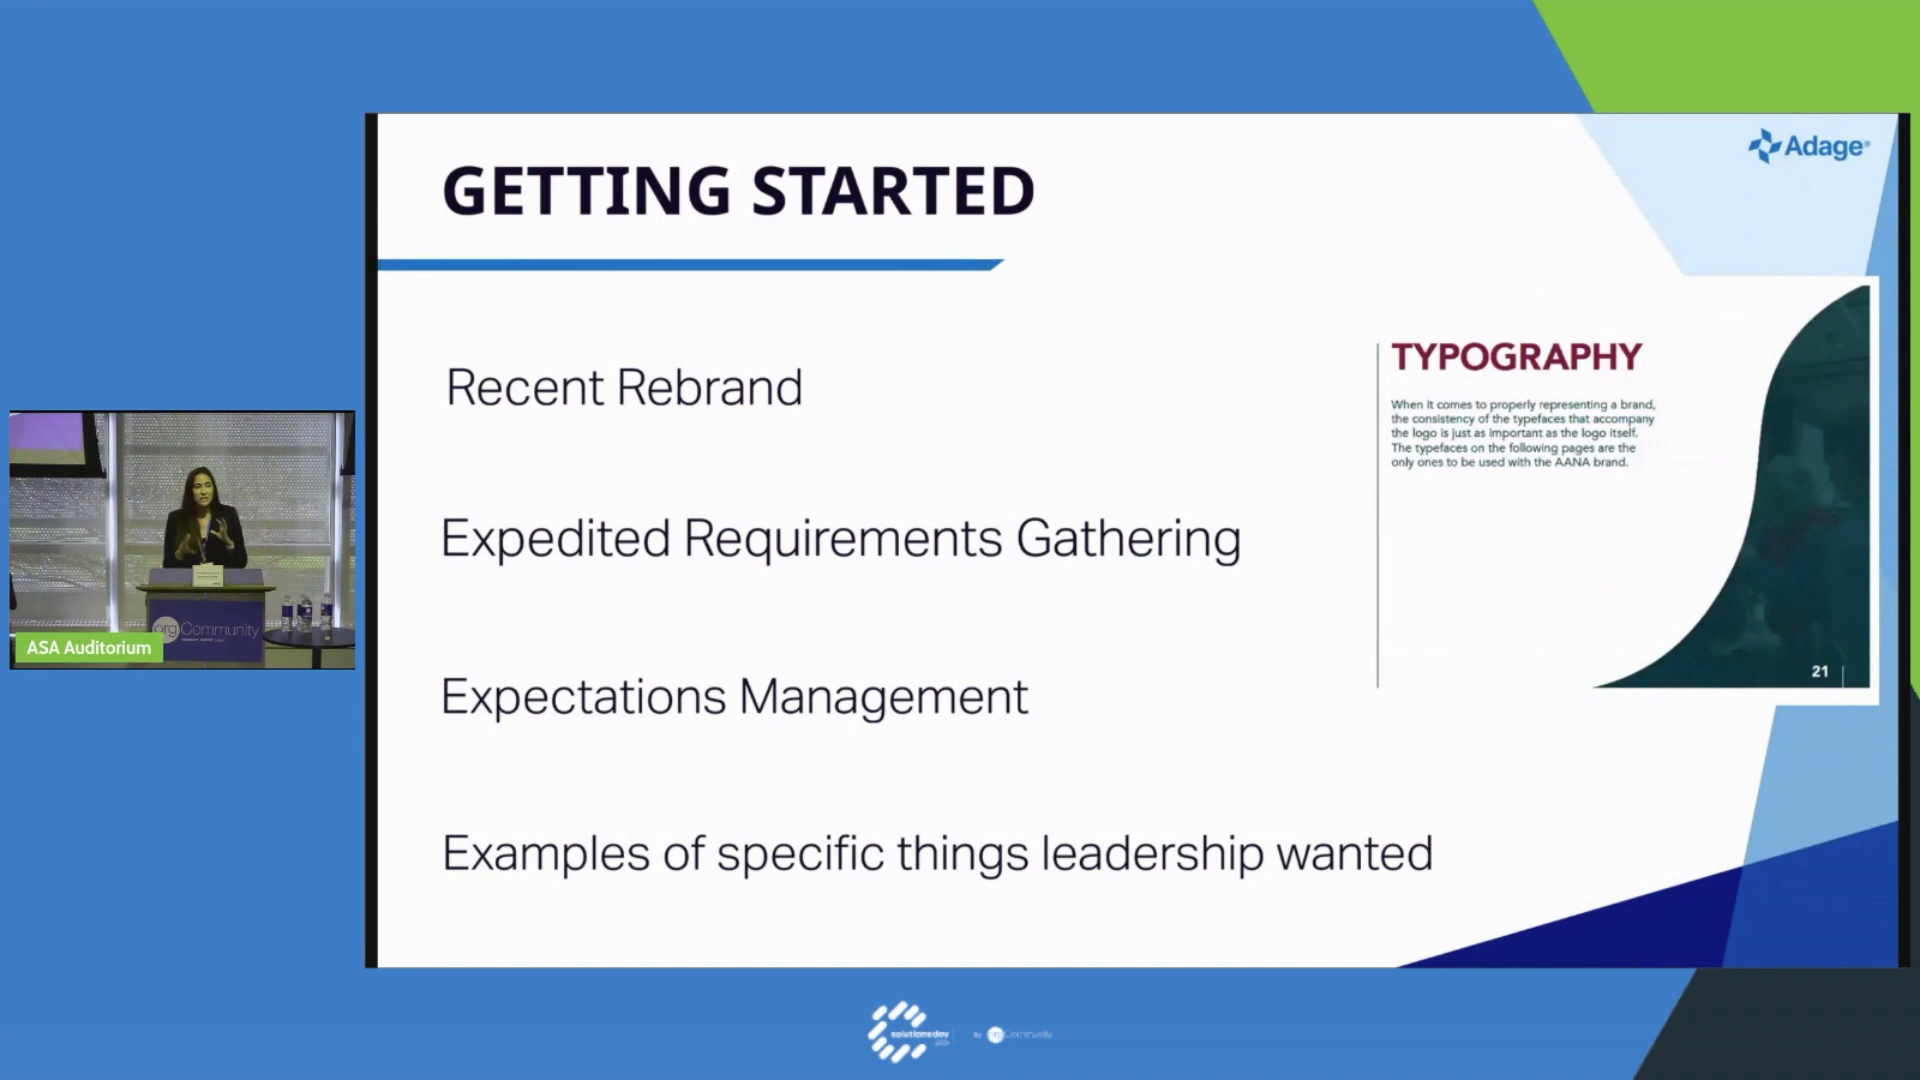 Adage®
GETTING STARTED
Recent Rebrand
Expedited Requirements Gathering
Expectations Management
Examples of specific things leadership wanted
TYPOGRAPHY
When it comes to properly representing a brand,
the consistency of the typefaces that accompany
the logo is just as important as the logo itself.
The typefaces on the following pages are the
only ones to be used with the AANA brand.
21
org Community
ASA Auditorium
solutionsdev
by orgCommunity